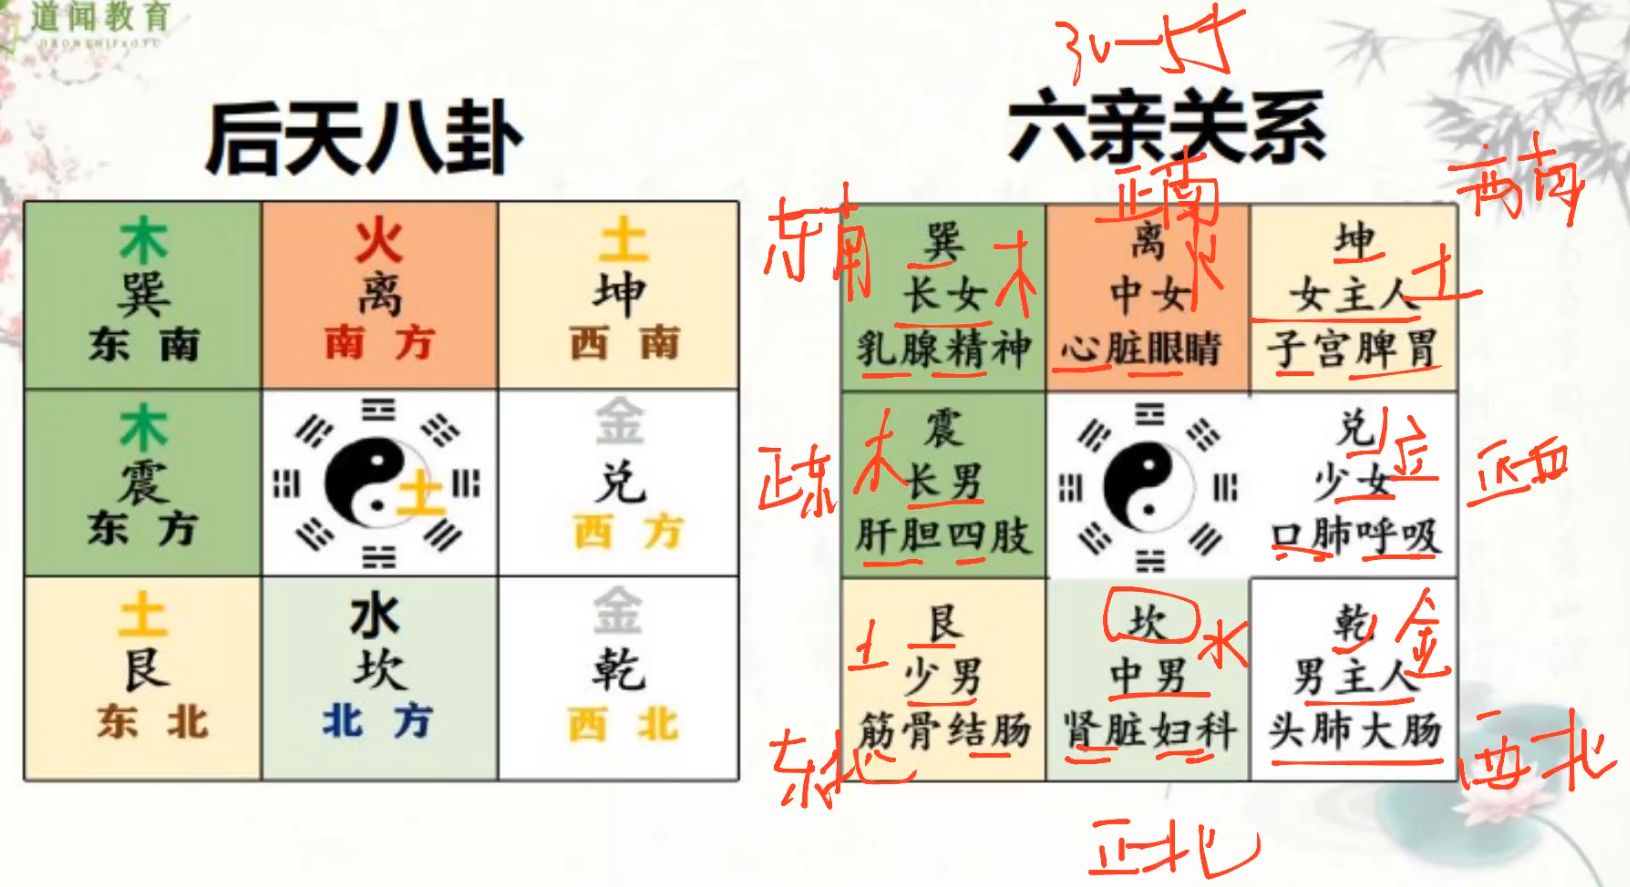 道闻教育
后天八卦
木
巽
东南
火
离
南方
土
坤
西南
木
震
东方
土
金
兑
西方
土
艮
东北
水
坎
北方
金
乾
西北
六亲关系
东南
正南
西南
巽
木
长女
乳腺精神
离
火
中女
心脏眼睛
坤
土
女主人
子宫脾胃
正东
震
木
长男
肝胆四肢
兑
金
少女
口肺呼吸
正西
艮
土
少男
筋骨结肠
坎
水
中男
肾脏妇科
乾
金
男主人
头肺大肠
东北
正北
西北